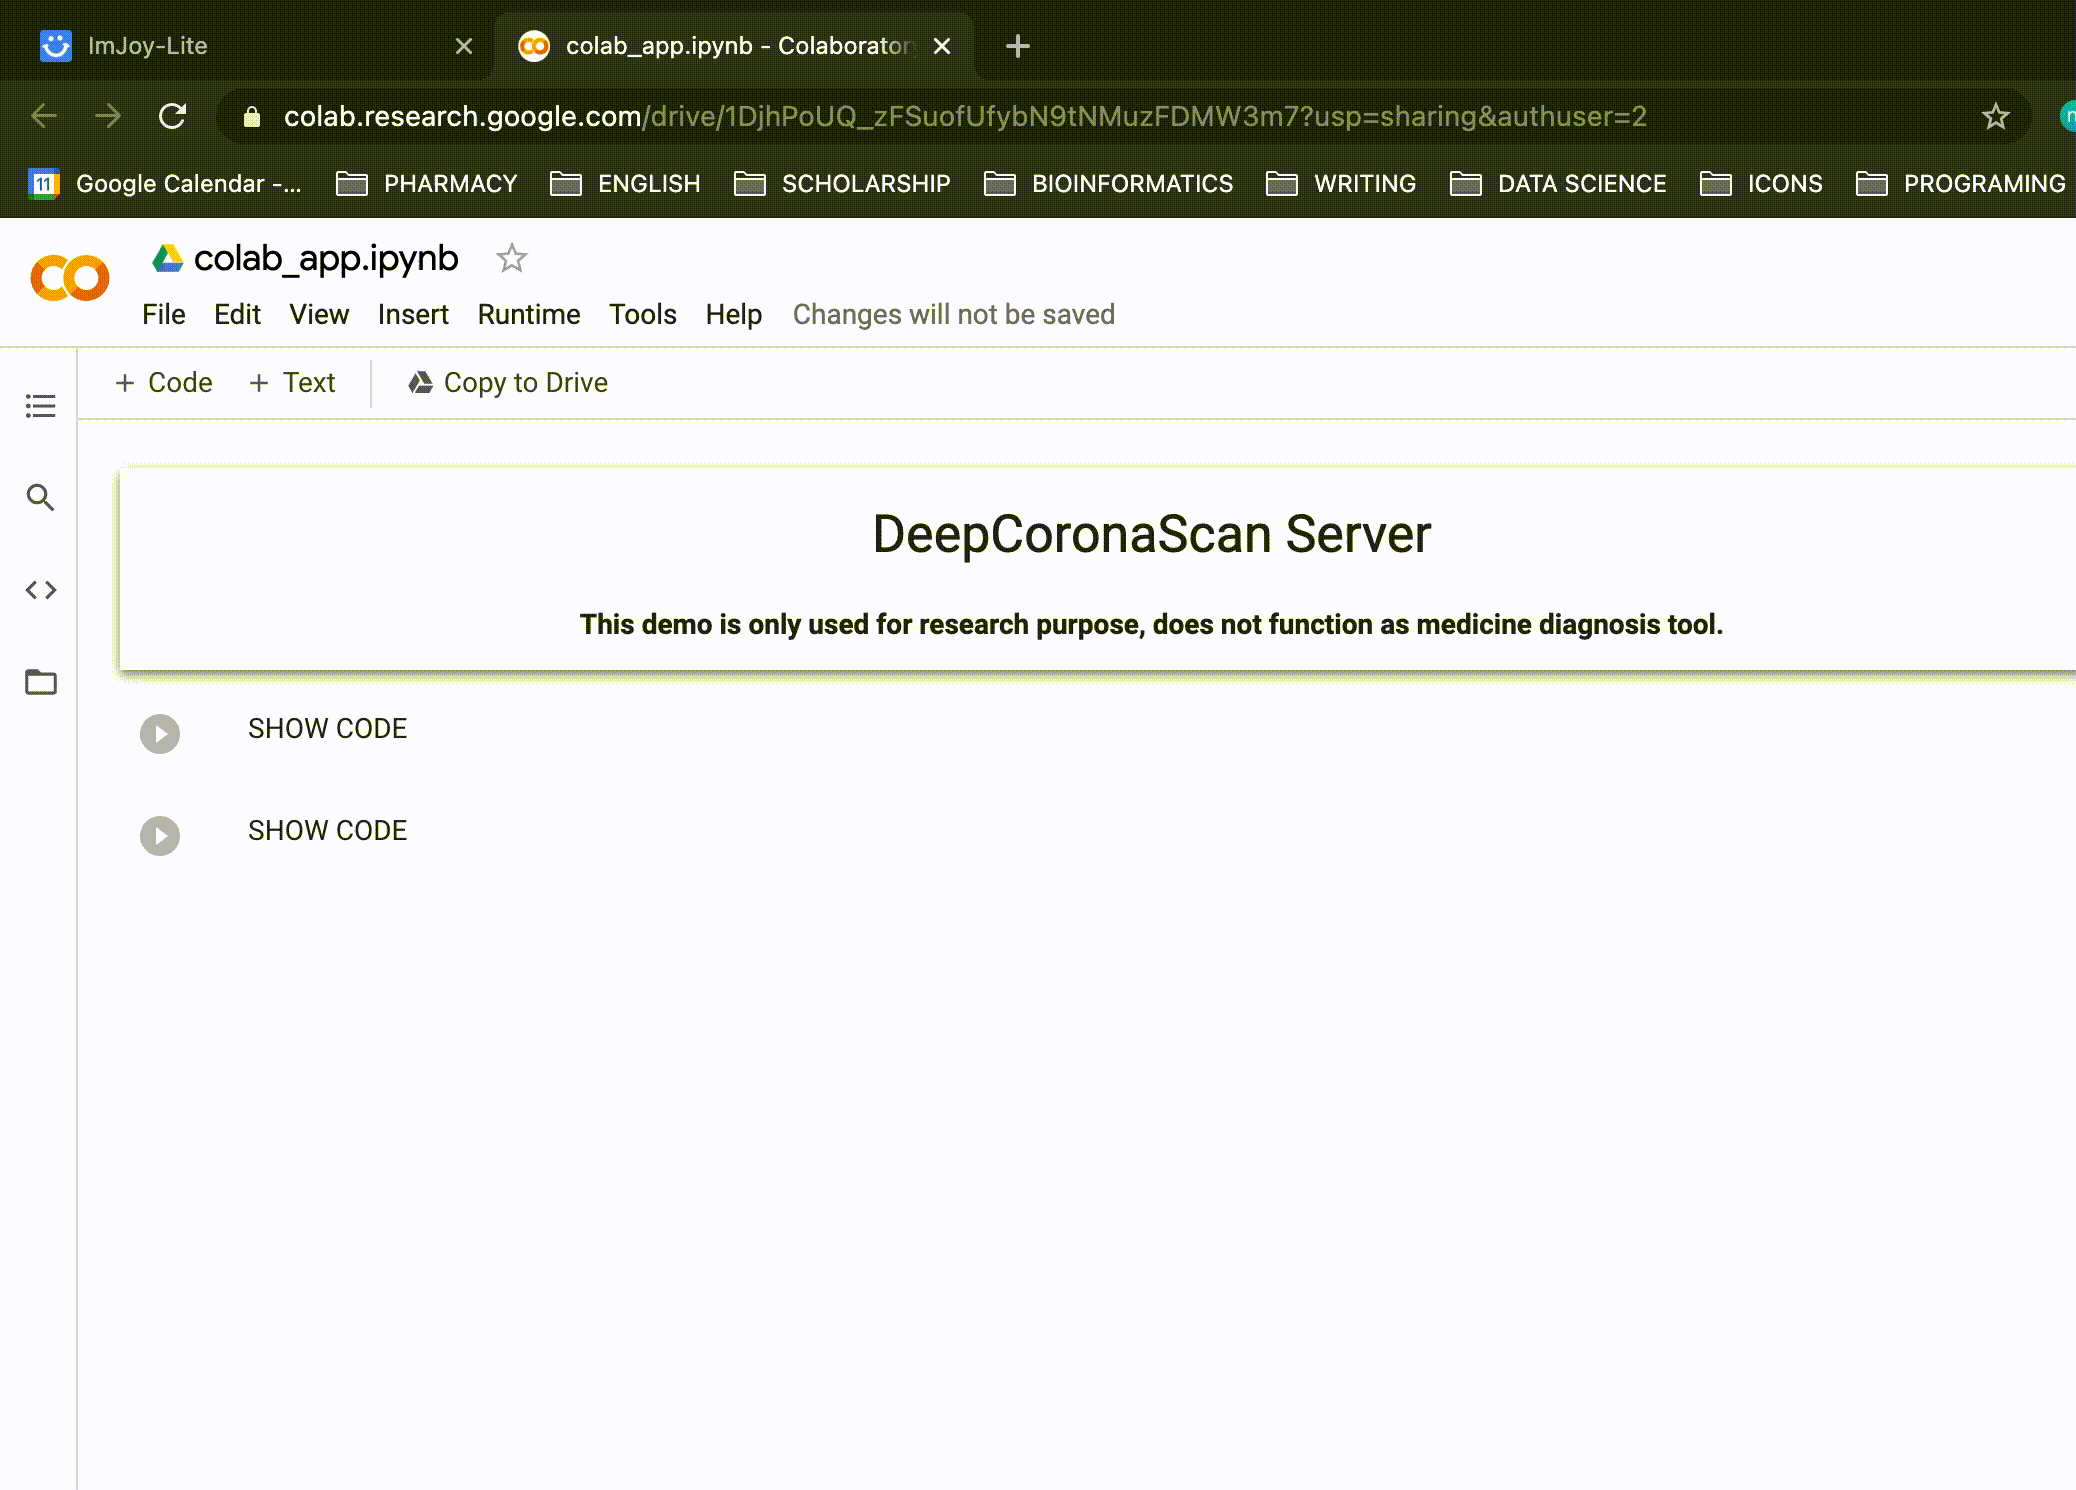 ImJoy-Lite
colab_app.ipynb - Colaborator
colab.research.google.com/drive/1DjhPoUQ_zFSuofUfybN9tNMuzFDMW3m7?usp=sharing&authuser=2
11 Google Calendar -... PHARMACY ENGLISH SCHOLARSHIP BIOINFORMATICS WRITING DATA SCIENCE ICONS PROGRAMING
colab_app.ipynb
File Edit View Insert Runtime Tools Help Changes will not be saved
+ Code + Text Copy to Drive
DeepCoronaScan Server
This demo is only used for research purpose, does not function as medicine diagnosis tool.
SHOW CODE
SHOW CODE